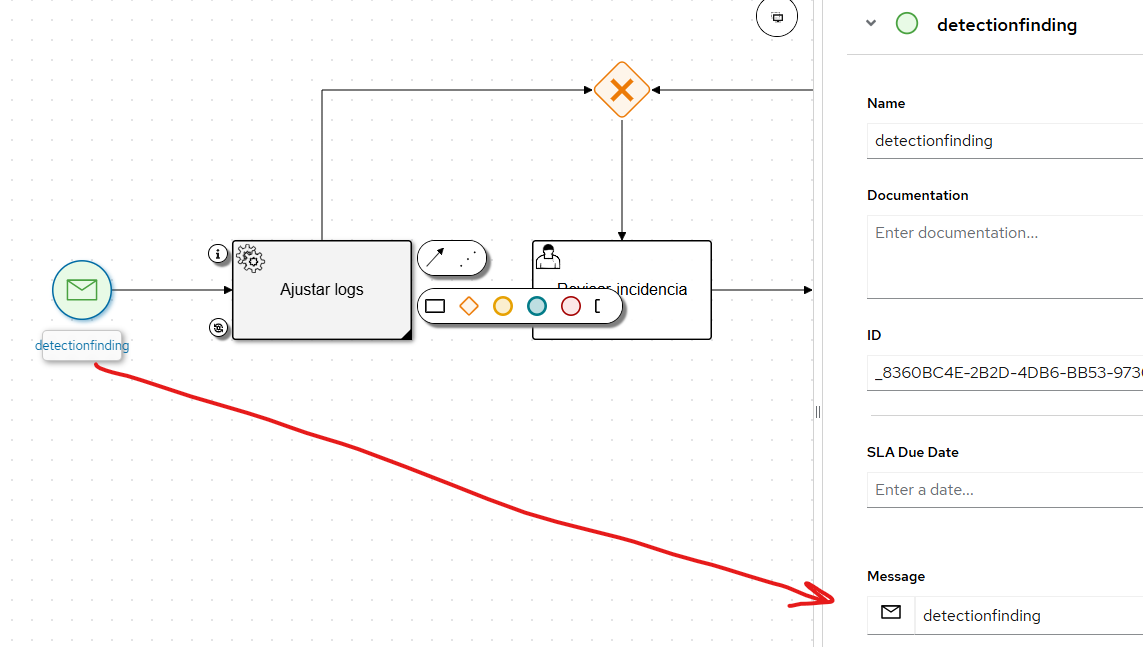 detectionfinding
Name
detectionfinding
Documentation
Enter documentation...
Ajustar logs
Revisar incidencia
detectionfinding
ID
_8360BC4E-2B2D-4DB6-BB53-973
SLA Due Date
Enter a date...
Message
detectionfinding